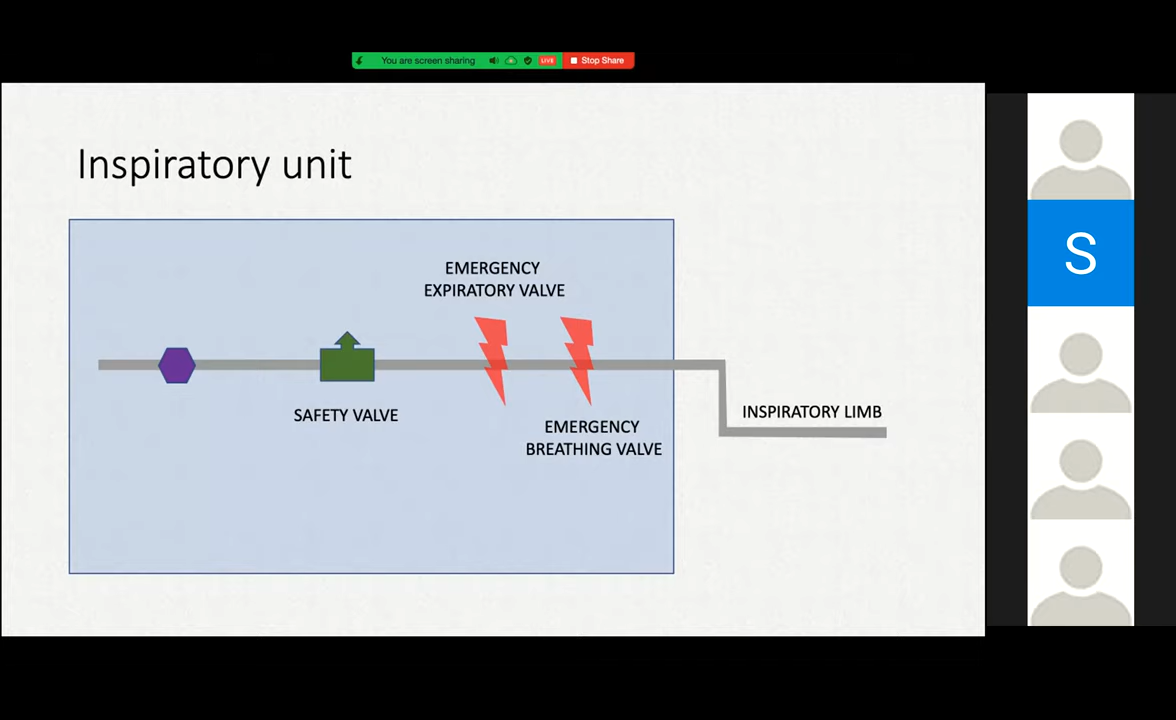 You are screen sharing
LIVE
Stop Share
Inspiratory unit
EMERGENCY
EXPIRATORY VALVE
SAFETY VALVE
EMERGENCY
BREATHING VALVE
INSPIRATORY LIMB
S